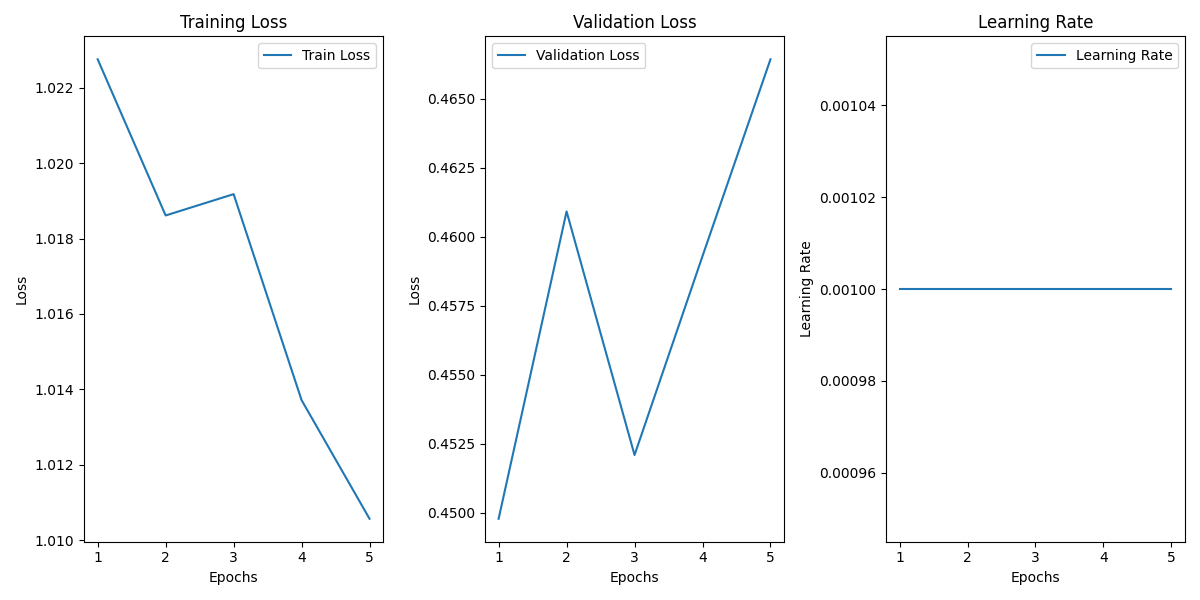 Training Loss
Train Loss
1.022
1.020
1.018
1.016
1.014
1.012
1.010
Loss
1 2 3 4 5
Epochs
Validation Loss
Validation Loss
0.4650
0.4625
0.4600
0.4575
0.4550
0.4525
0.4500
Loss
1 2 3 4 5
Epochs
Learning Rate
Learning Rate
0.00104
0.00102
0.00100
0.00098
0.00096
Learning Rate
1 2 3 4 5
Epochs